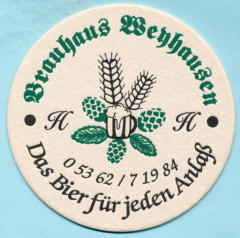 Brauhaus Weyhausen
H H
0 53 62 / 7 19 84
Das Bier für jeden Anlaß